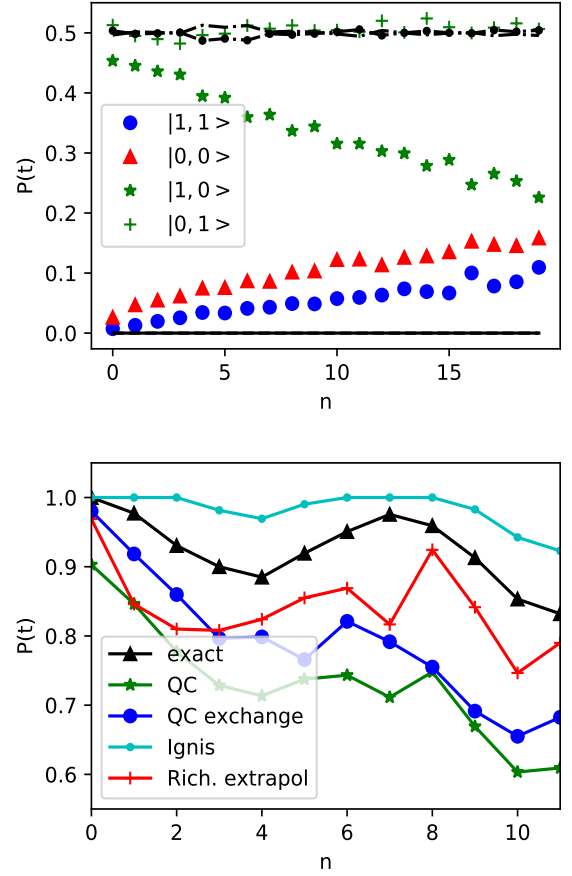 0.5
0.4
0.3
0.2
0.1
0.0
P(t)
|1, 1 >
|0, 0 >
|1, 0 >
|0, 1 >
0 5 10 15
n
1.0
0.9
0.8
0.7
0.6
P(t)
exact
QC
QC exchange
Ignis
Rich. extrapol
0 2 4 6 8 10
n